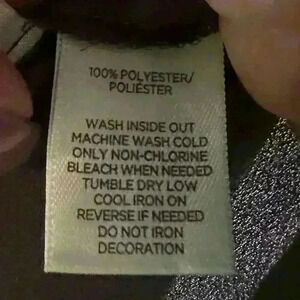 100% POLYESTER/
POLIÉSTER
WASH INSIDE OUT
MACHINE WASH COLD
ONLY NON-CHLORINE
BLEACH WHEN NEEDED
TUMBLE DRY LOW
COOL IRON ON
REVERSE IF NEEDED
DO NOT IRON
DECORATION